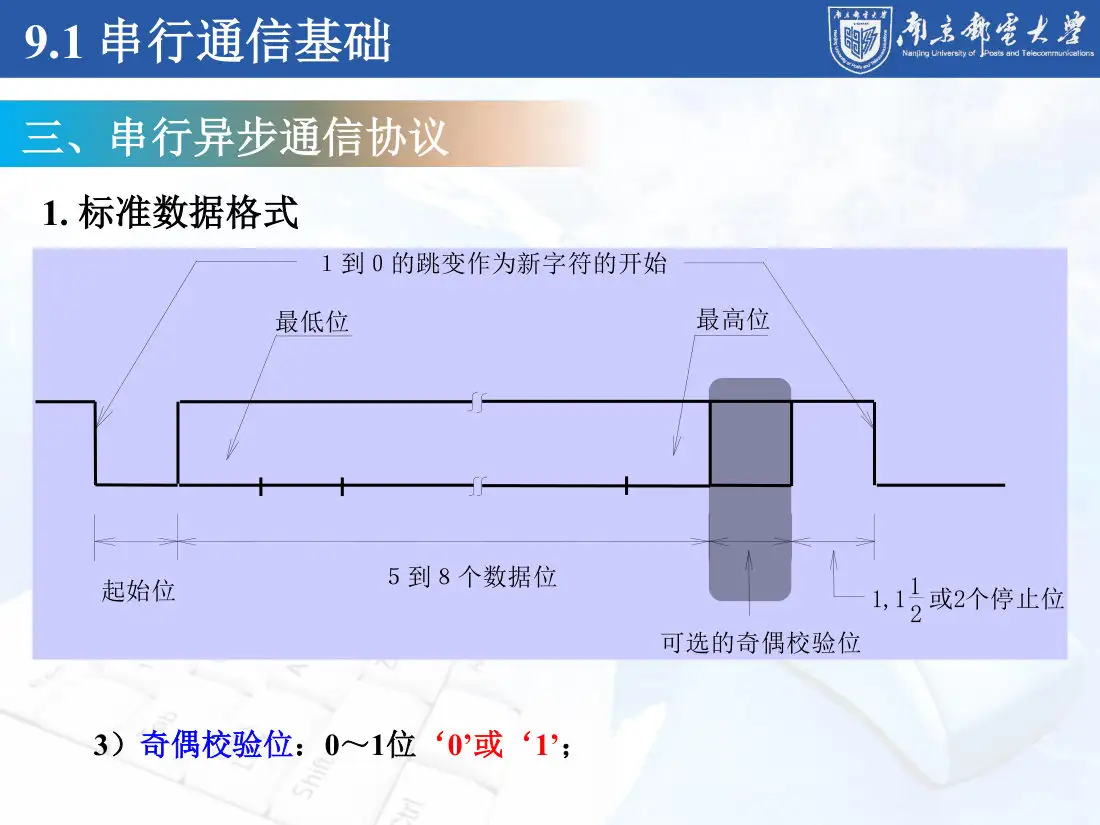 9.1 串行通信基础
南京邮电大学
Nanjing University of Posts and Telecommunications
三、串行异步通信协议
1. 标准数据格式
1 到 0 的跳变作为新字符的开始
最低位
最高位
起始位
5 到 8 个数据位
1,1 1/2 或2个停止位
可选的奇偶校验位
3）奇偶校验位：0～1位‘0’或‘1’；